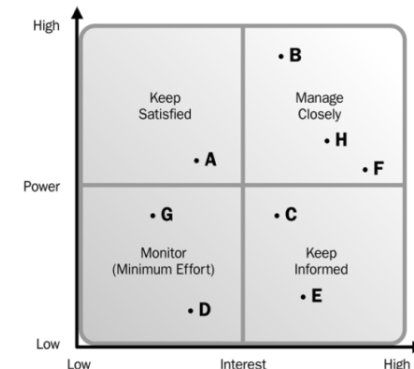 High
B
Keep
Satisfied
Manage
Closely
H
A
F
Power
G
C
Monitor
(Minimum Effort)
Keep
Informed
E
D
Low
Low
Interest
High